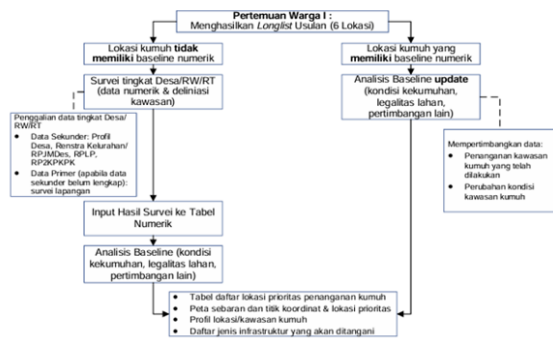 Pertemuan Warga I :
Menghasilkan Longlist Usulan (6 Lokasi)
Lokasi kumuh tidak
memiliki baseline numerik
Lokasi kumuh yang
memiliki baseline numerik
Survei tingkat Desa/RW/RT
(data numerik & deliniasi
kawasan)
Analisis Baseline update
(kondisi kekumuhan,
legalitas lahan,
pertimbangan lain)
Penggalian data tingkat Desa/
RW/RT
● Data Sekunder: Profil
Desa, Renstra Kelurahan/
RPJMDes, RPLP,
RP2KPKPK
● Data Primer (apabila data
sekunder belum lengkap):
survei lapangan
Mempertimbangkan data:
● Penanganan kawasan
kumuh yang telah
dilakukan
● Perubahan kondisi
kawasan kumuh
Input Hasil Survei ke Tabel
Numerik
Analisis Baseline (kondisi
kekumuhan, legalitas lahan,
pertimbangan lain)
● Tabel daftar lokasi prioritas penanganan kumuh
● Peta sebaran dan titik koordinat & lokasi prioritas
● Profil lokasi/kawasan kumuh
● Daftar jenis infrastruktur yang akan ditangani